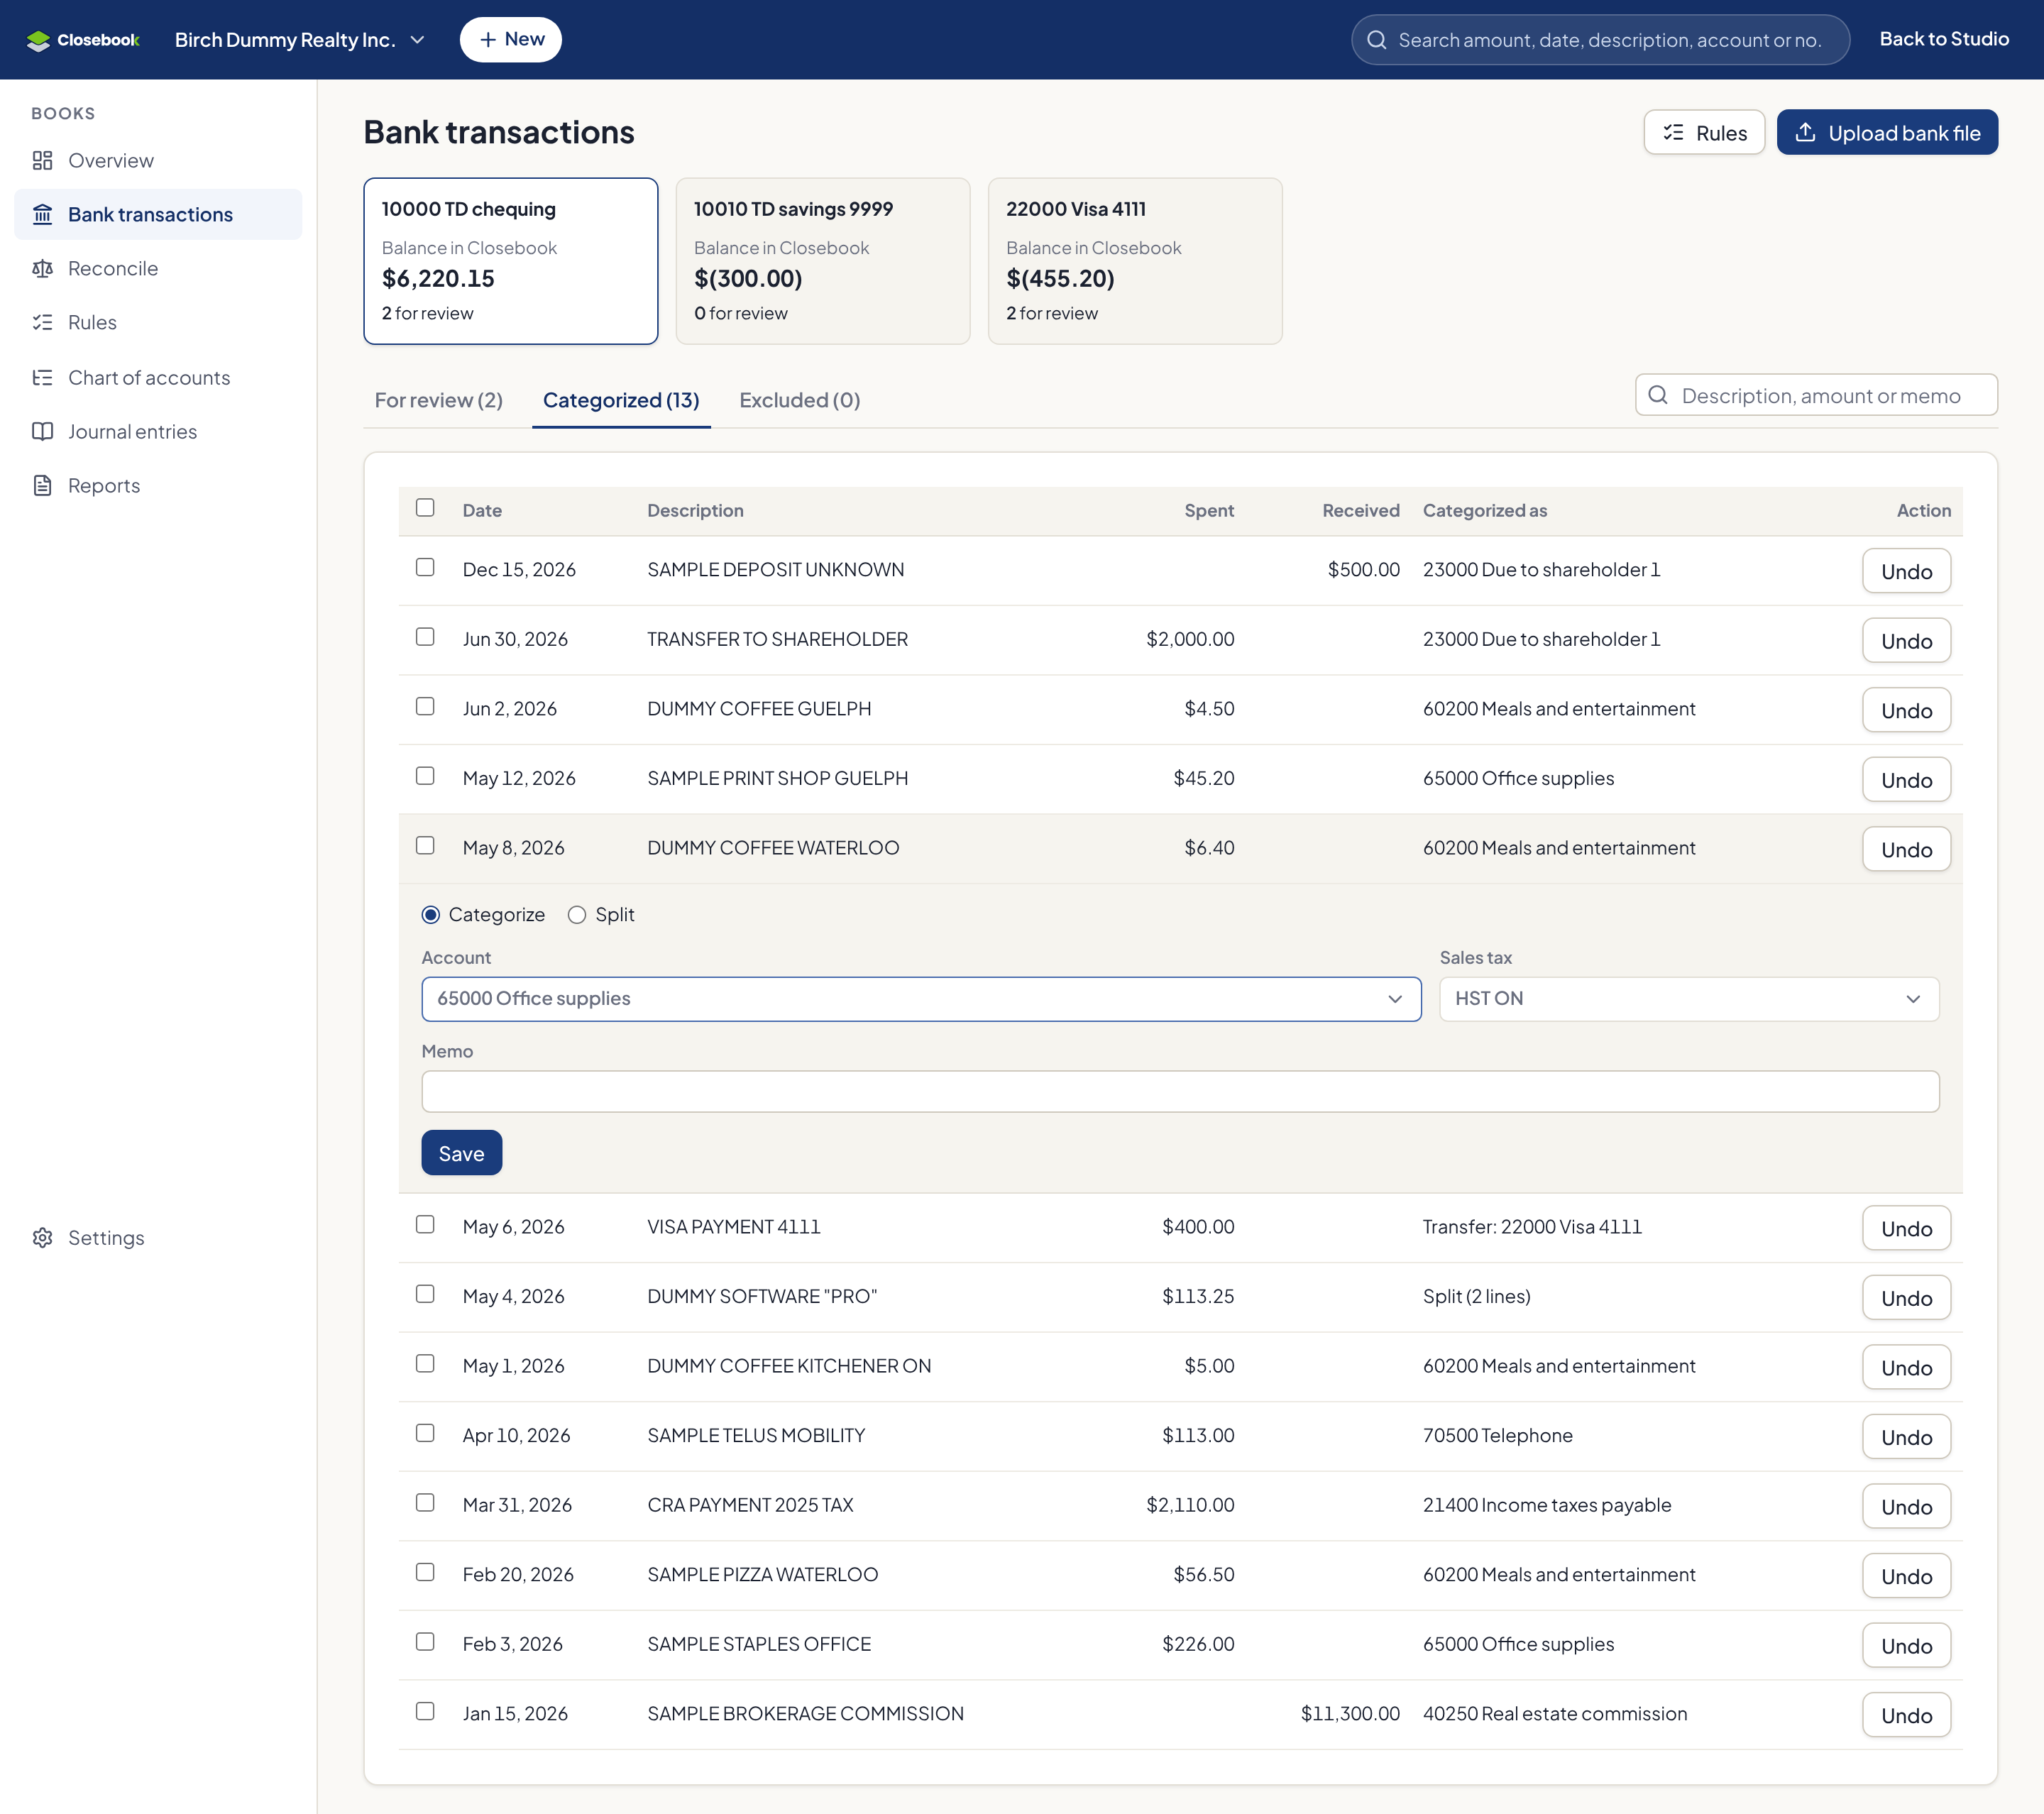 Closebook
Birch Dummy Realty Inc.
+ New
Search amount, date, description, account or no.
Back to Studio
BOOKS
Overview
Bank transactions
Reconcile
Rules
Chart of accounts
Journal entries
Reports
Settings
Bank transactions
Rules
Upload bank file
10000 TD chequing
Balance in Closebook
$6,220.15
2 for review
10010 TD savings 9999
Balance in Closebook
$(300.00)
0 for review
22000 Visa 4111
Balance in Closebook
$(455.20)
2 for review
For review (2)
Categorized (13)
Excluded (0)
Description, amount or memo
Date Description Spent Received Categorized as Action
Dec 15, 2026 SAMPLE DEPOSIT UNKNOWN $500.00 23000 Due to shareholder 1 Undo
Jun 30, 2026 TRANSFER TO SHAREHOLDER $2,000.00 23000 Due to shareholder 1 Undo
Jun 2, 2026 DUMMY COFFEE GUELPH $4.50 60200 Meals and entertainment Undo
May 12, 2026 SAMPLE PRINT SHOP GUELPH $45.20 65000 Office supplies Undo
May 8, 2026 DUMMY COFFEE WATERLOO $6.40 60200 Meals and entertainment Undo
Categorize Split
Account Sales tax
65000 Office supplies HST ON
Memo
Save
May 6, 2026 VISA PAYMENT 4111 $400.00 Transfer: 22000 Visa 4111 Undo
May 4, 2026 DUMMY SOFTWARE "PRO" $113.25 Split (2 lines) Undo
May 1, 2026 DUMMY COFFEE KITCHENER ON $5.00 60200 Meals and entertainment Undo
Apr 10, 2026 SAMPLE TELUS MOBILITY $113.00 70500 Telephone Undo
Mar 31, 2026 CRA PAYMENT 2025 TAX $2,110.00 21400 Income taxes payable Undo
Feb 20, 2026 SAMPLE PIZZA WATERLOO $56.50 60200 Meals and entertainment Undo
Feb 3, 2026 SAMPLE STAPLES OFFICE $226.00 65000 Office supplies Undo
Jan 15, 2026 SAMPLE BROKERAGE COMMISSION $11,300.00 40250 Real estate commission Undo